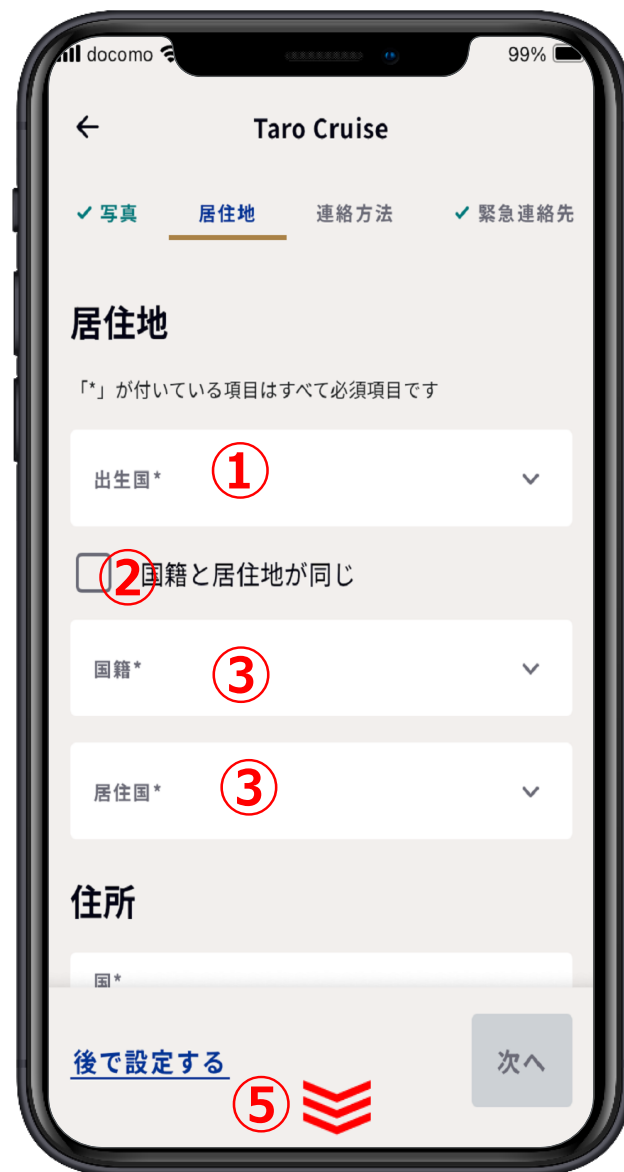 docomo 99%
Taro Cruise
写真 居住地 連絡方法 緊急連絡先
居住地
「*」が付いている項目はすべて必須項目です
出生国* ①
② 国籍と居住地が同じ
国籍* ③
居住国* ③
住所
国*
後で設定する 次へ
⑤